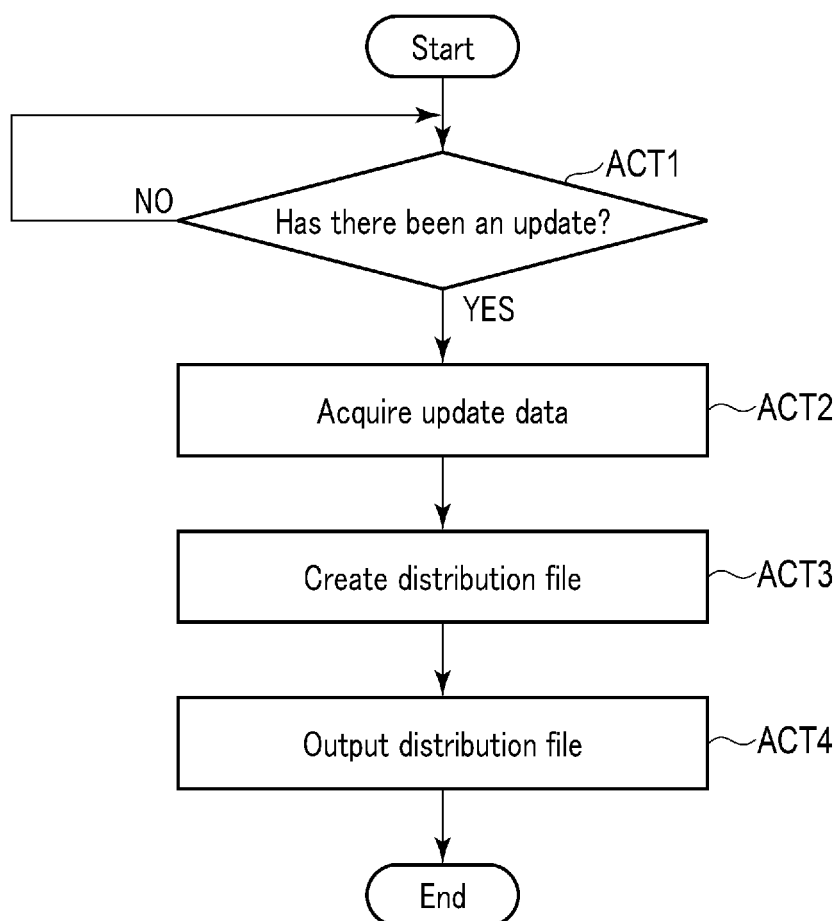 Start
ACT1
Has there been an update?
NO
YES
Acquire update data
ACT2
Create distribution file
ACT3
Output distribution file
ACT4
End